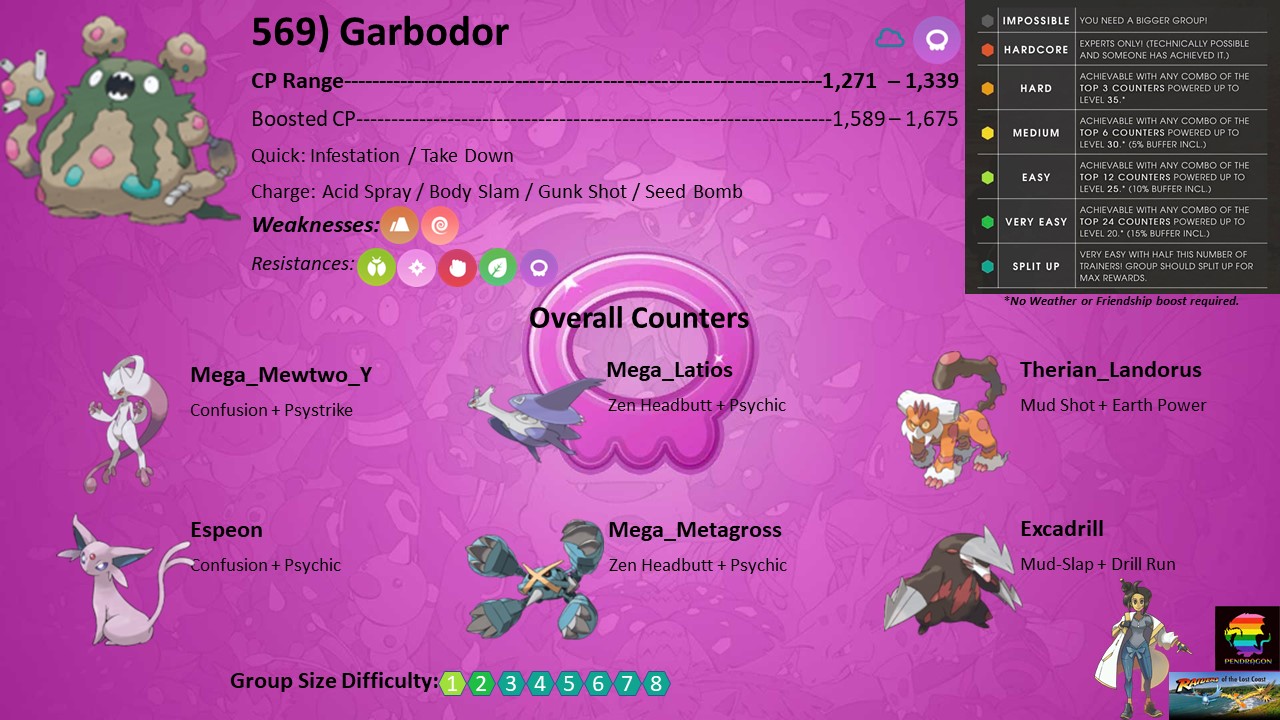 569) Garbodor
CP Range--------------------------------------------------------------------1,271 – 1,339
Boosted CP--------------------------------------------------------------------1,589 – 1,675
Quick: Infestation / Take Down
Charge: Acid Spray / Body Slam / Gunk Shot / Seed Bomb
Weaknesses:
Resistances:
IMPOSSIBLE YOU NEED A BIGGER GROUP!
HARDCORE EXPERTS ONLY! (TECHNICALLY POSSIBLE
AND SOMEONE HAS ACHIEVED IT.)
HARD ACHIEVABLE WITH ANY COMBO OF THE
TOP 3 COUNTERS POWERED UP TO
LEVEL 35.*
MEDIUM ACHIEVABLE WITH ANY COMBO OF THE
TOP 6 COUNTERS POWERED UP TO
LEVEL 30.* (5% BUFFER INCL.)
EASY ACHIEVABLE WITH ANY COMBO OF THE
TOP 12 COUNTERS POWERED UP TO
LEVEL 25.* (10% BUFFER INCL.)
VERY EASY ACHIEVABLE WITH ANY COMBO OF THE
TOP 24 COUNTERS POWERED UP TO
LEVEL 20.* (15% BUFFER INCL.)
SPLIT UP VERY EASY WITH HALF THIS NUMBER OF
TRAINERS! GROUP SHOULD SPLIT UP FOR
MAX REWARDS.
*No Weather or Friendship boost required.
Overall Counters
Mega_Mewtwo_Y
Confusion + Psystrike
Mega_Latios
Zen Headbutt + Psychic
Therian_Landorus
Mud Shot + Earth Power
Espeon
Confusion + Psychic
Mega_Metagross
Zen Headbutt + Psychic
Excadrill
Mud-Slap + Drill Run
Group Size Difficulty: 1 2 3 4 5 6 7 8
PENDRAGON
RAIDERS of the Lost Coast